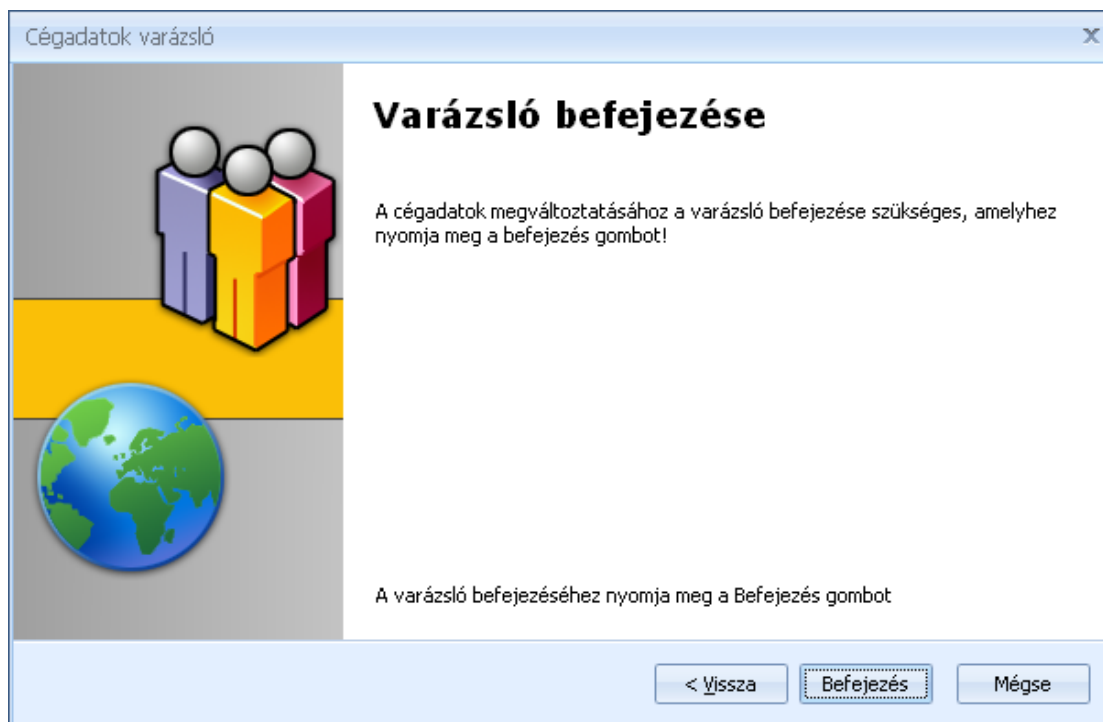 Cégadatok varázsló
Varázsló befejezése
A cégadatok megváltoztatásához a varázsló befejezése szükséges, amelyhez
nyomja meg a befejezés gombot!
A varázsló befejezéséhez nyomja meg a Befejezés gombot
< Vissza
Befejezés
Mégse